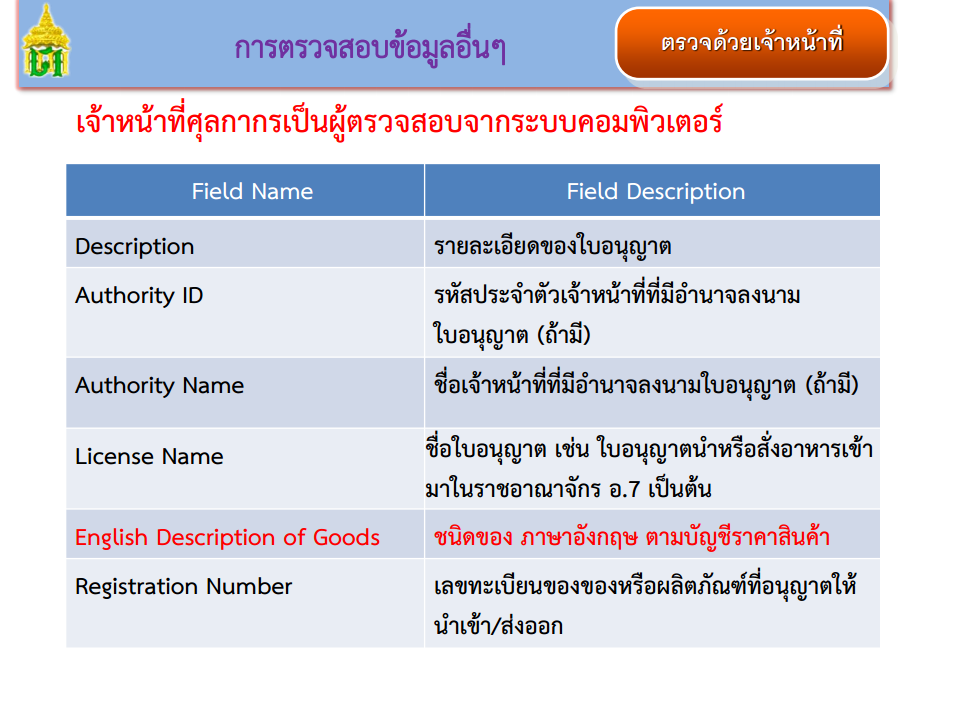 การตรวจสอบข้อมูลอื่นๆ
ตรวจด้วยเจ้าหน้าที่
เจ้าหน้าที่ศุลกากรเป็นผู้ตรวจสอบจากระบบคอมพิวเตอร์
Field Name
Field Description
Description
รายละเอียดของใบอนุญาต
Authority ID
รหัสประจำตัวเจ้าหน้าที่ที่มีอำนาจลงนาม
ใบอนุญาต (ถ้ามี)
Authority Name
ชื่อเจ้าหน้าที่ที่มีอำนาจลงนามใบอนุญาต (ถ้ามี)
License Name
ชื่อใบอนุญาต เช่น ใบอนุญาตนำหรือสั่งอาหารเข้า
มาในราชอาณาจักร อ.7 เป็นต้น
English Description of Goods
ชนิดของ ภาษาอังกฤษ ตามบัญชีราคาสินค้า
Registration Number
เลขทะเบียนของของหรือผลิตภัณฑ์ที่อนุญาตให้
นำเข้า/ส่งออก